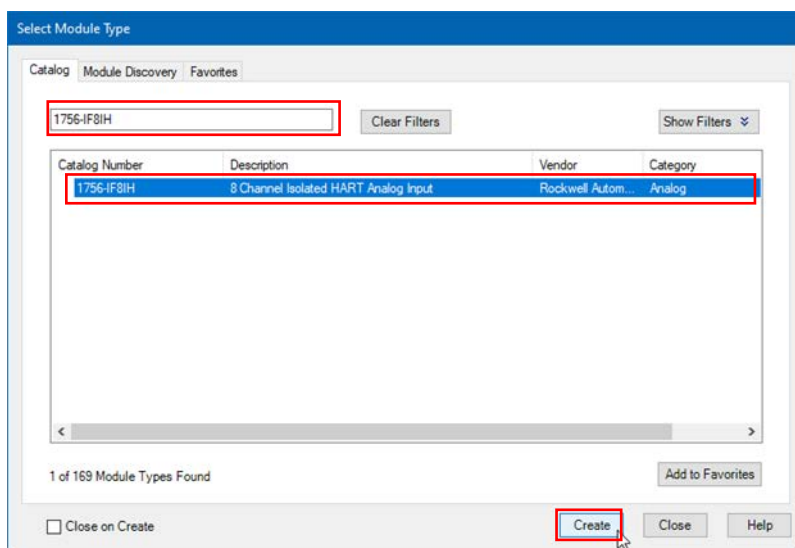 Select Module Type
Catalog Module Discovery Favorites
1756-IF8IH Clear Filters Show Filters
Catalog Number Description Vendor Category
1756-IF8IH 8 Channel Isolated HART Analog Input Rockwell Autom... Analog
1 of 169 Module Types Found Add to Favorites
Close on Create Create Close Help